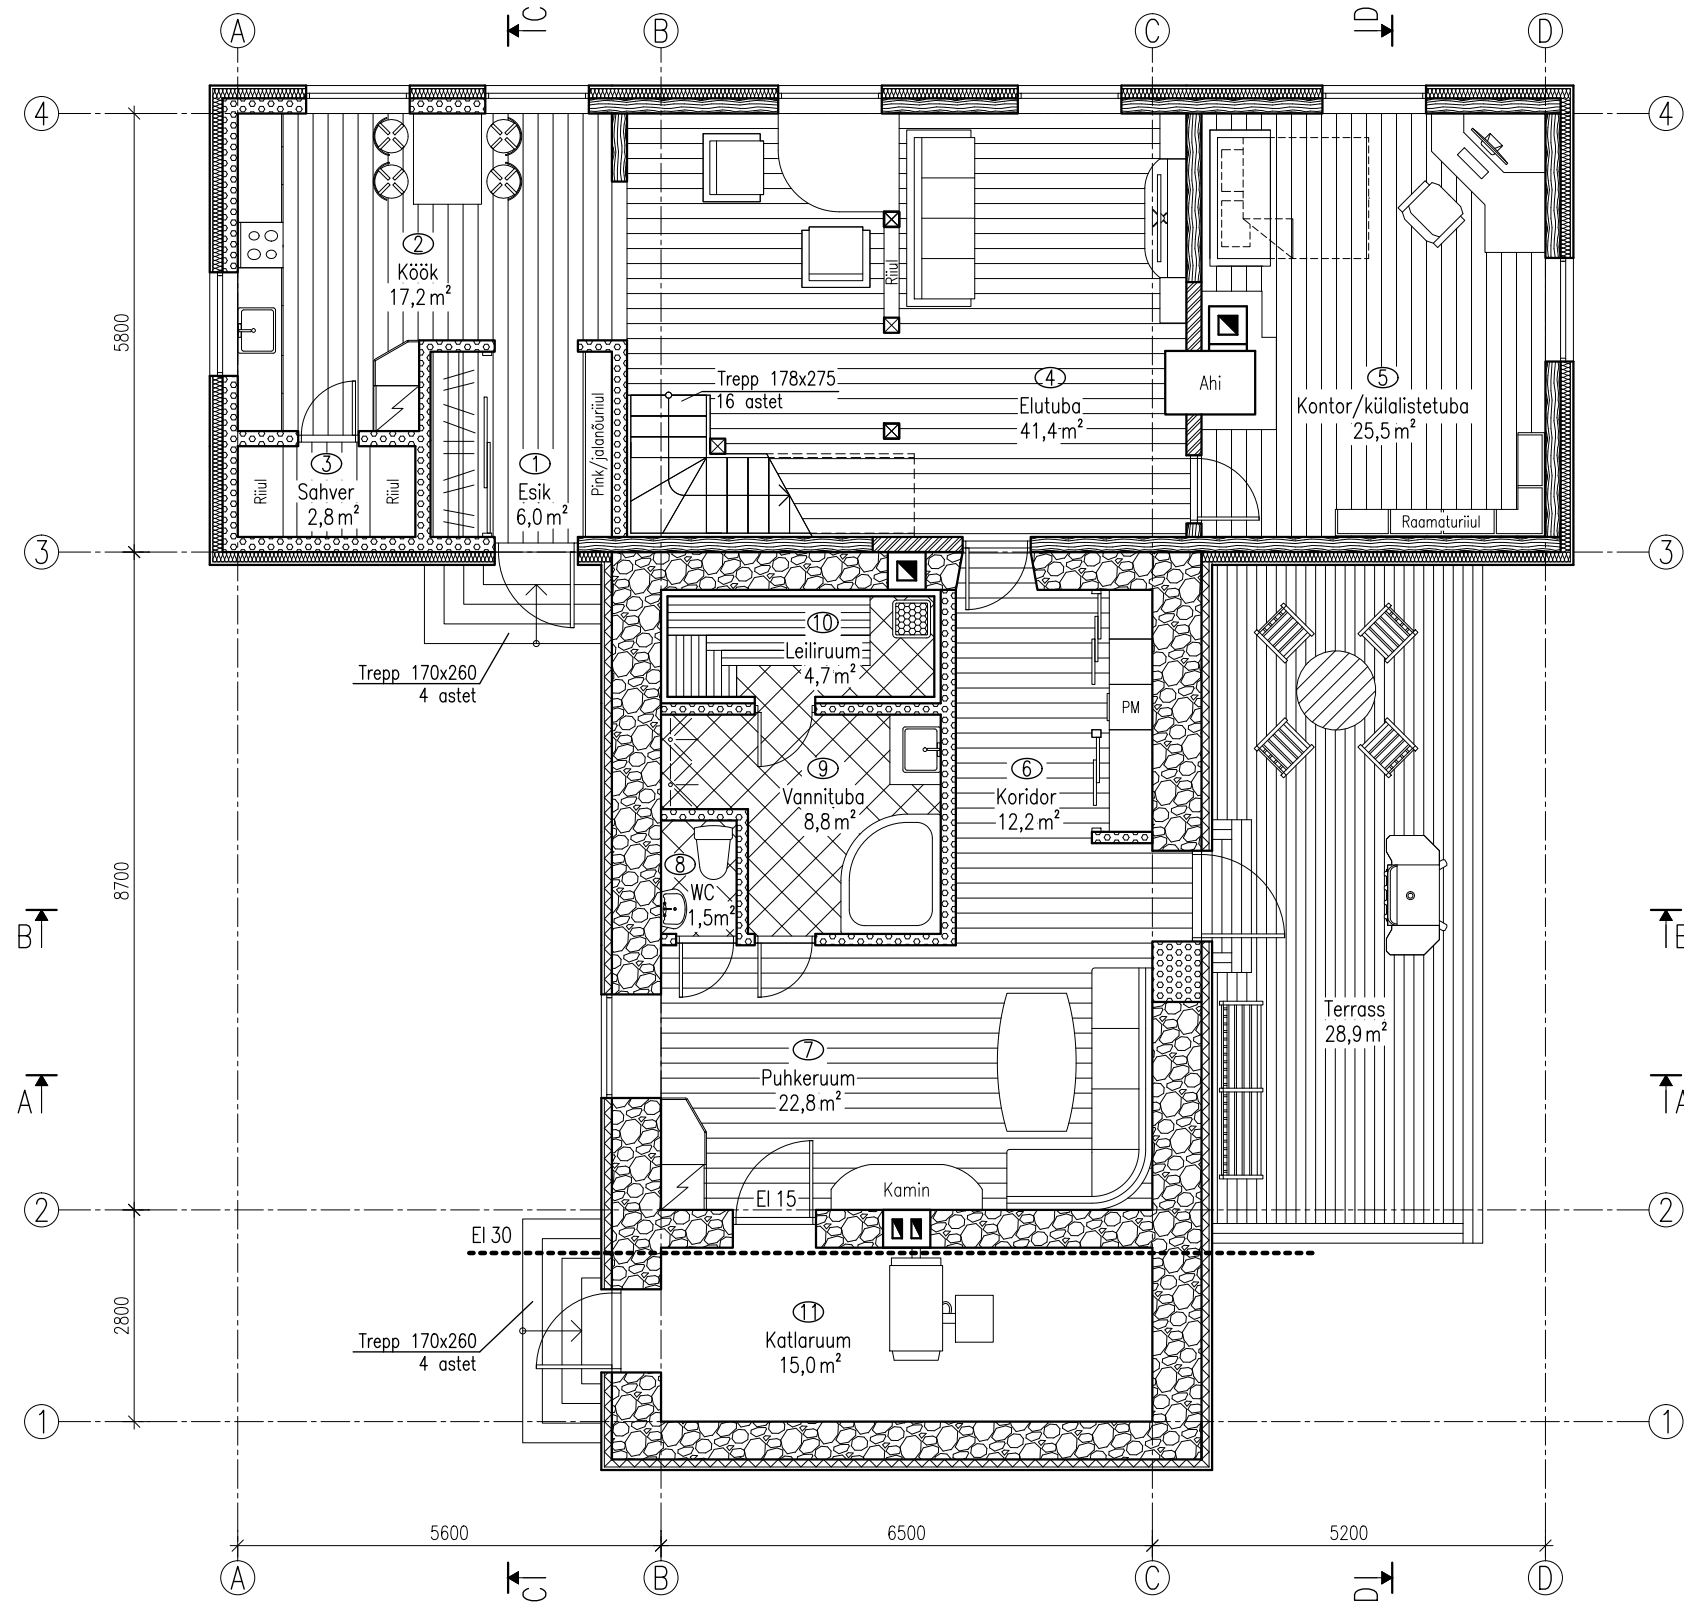 A B C D
C D
4 4
2
Köök
17,2 m²
Riiul
5800
Trepp 178x275
16 astet
4
Elutuba
41,4 m²
Ahi
5
Kontor/külalistetuba
25,5 m²
3
Sahver
2,8 m²
Riiul
Riiul
1
Esik
6,0 m²
Pink/jalanõuriiul
Raamaturiiul
3 3
10
Leiliruum
4,7 m²
Trepp 170x260
4 astet
PM
9
Vannituba
8,8 m²
6
Koridor
12,2 m²
8
WC
1,5m²
8700
B B
Terrass
28,9 m²
7
Puhkeruum
22,8 m²
A A
Kamin
EI 15
2 2
EI 30
2800
Trepp 170x260
4 astet
11
Katlaruum
15,0 m²
1 1
5600 6500 5200
A B C D
C D